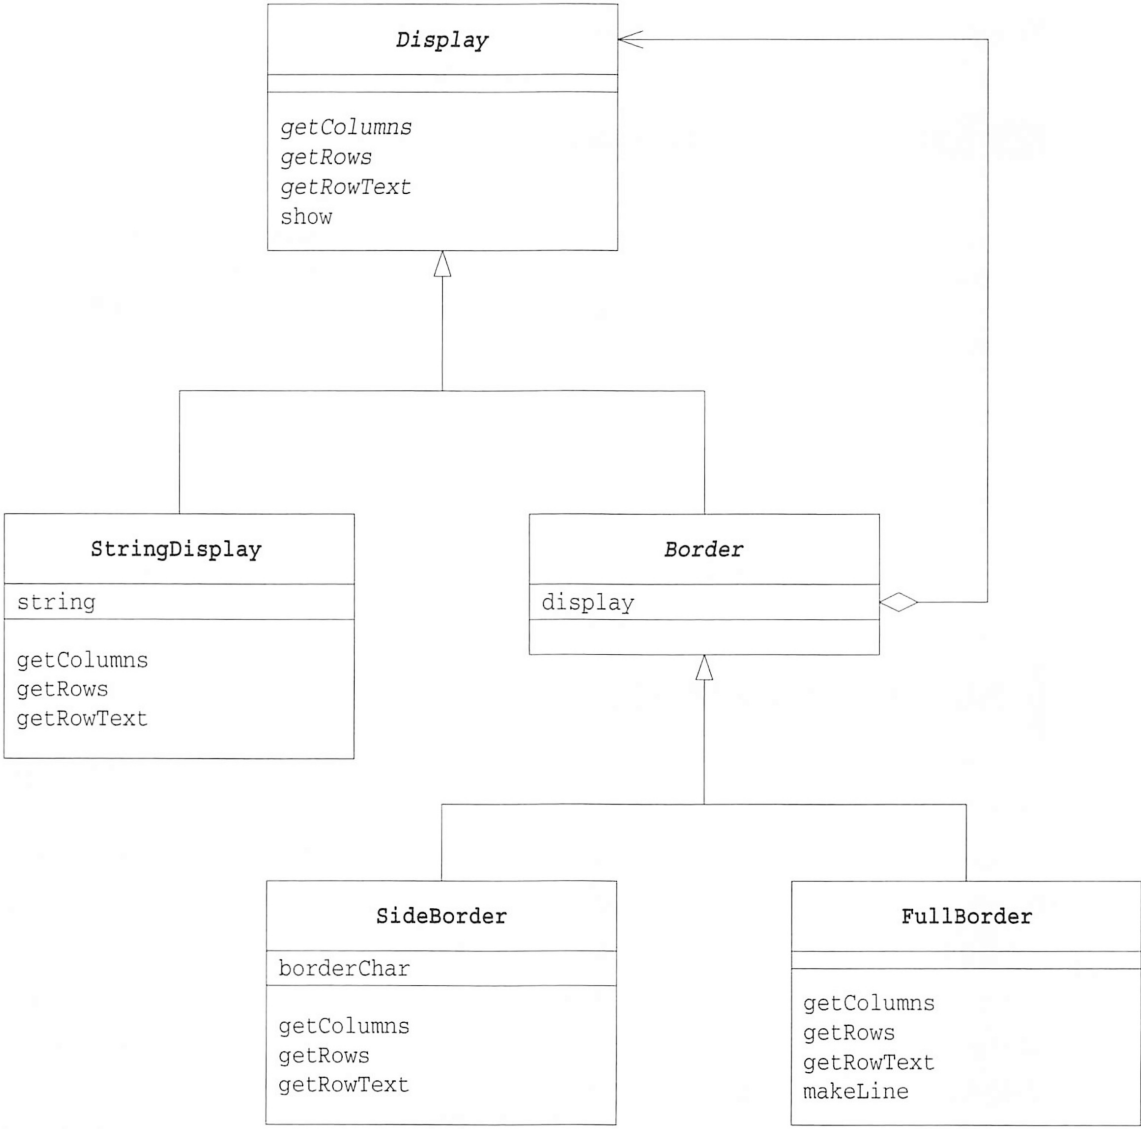 Display
getColumns
getRows
getRowText
show
StringDisplay
string
getColumns
getRows
getRowText
Border
display
SideBorder
borderChar
getColumns
getRows
getRowText
FullBorder
getColumns
getRows
getRowText
makeLine